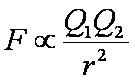 F ∝ Q₁Q₂ / r²